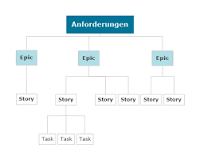 Anforderungen
Epic Epic Epic
Story Story Story Story Story Story
Task Task Task